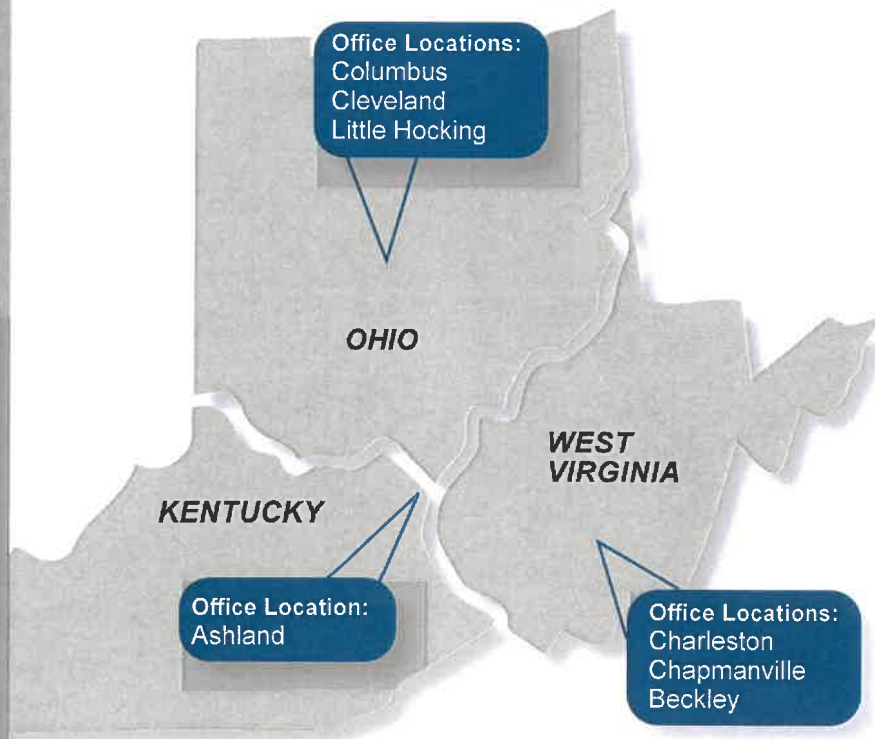 Office Locations:
Columbus
Cleveland
Little Hocking
OHIO
WEST
VIRGINIA
KENTUCKY
Office Location:
Ashland
Office Locations:
Charleston
Chapmanville
Beckley